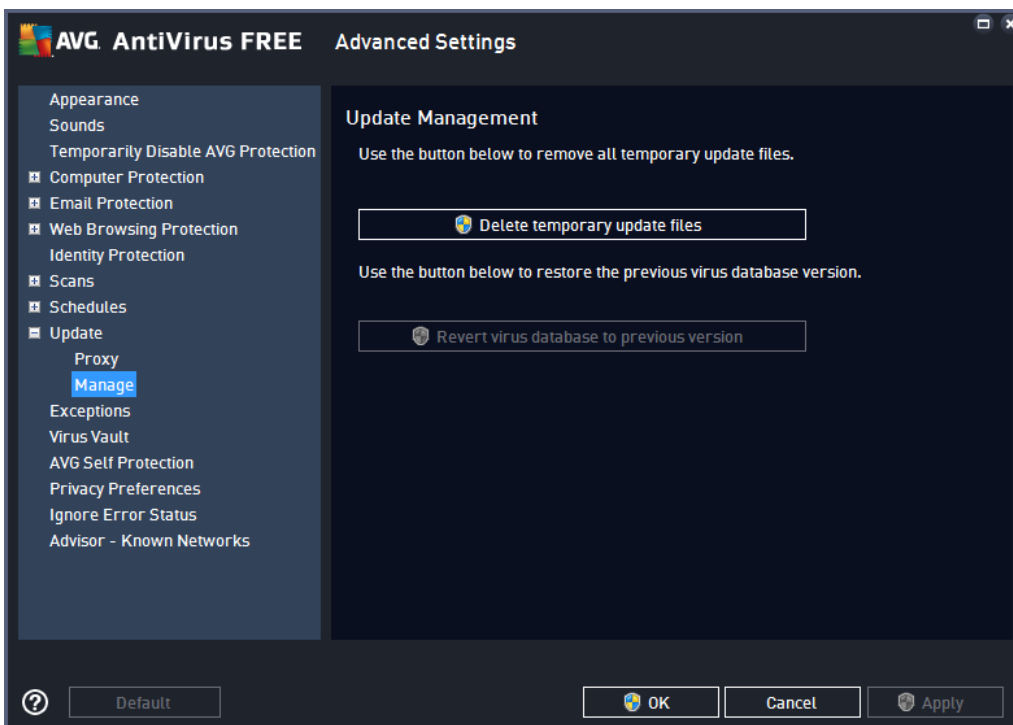 AVG. AntiVirus FREE Advanced Settings
Appearance
Sounds
Temporarily Disable AVG Protection
Computer Protection
Email Protection
Web Browsing Protection
Identity Protection
Scans
Schedules
Update
Proxy
Manage
Exceptions
Virus Vault
AVG Self Protection
Privacy Preferences
Ignore Error Status
Advisor - Known Networks
Update Management
Use the button below to remove all temporary update files.
Delete temporary update files
Use the button below to restore the previous virus database version.
Revert virus database to previous version
? Default OK Cancel Apply